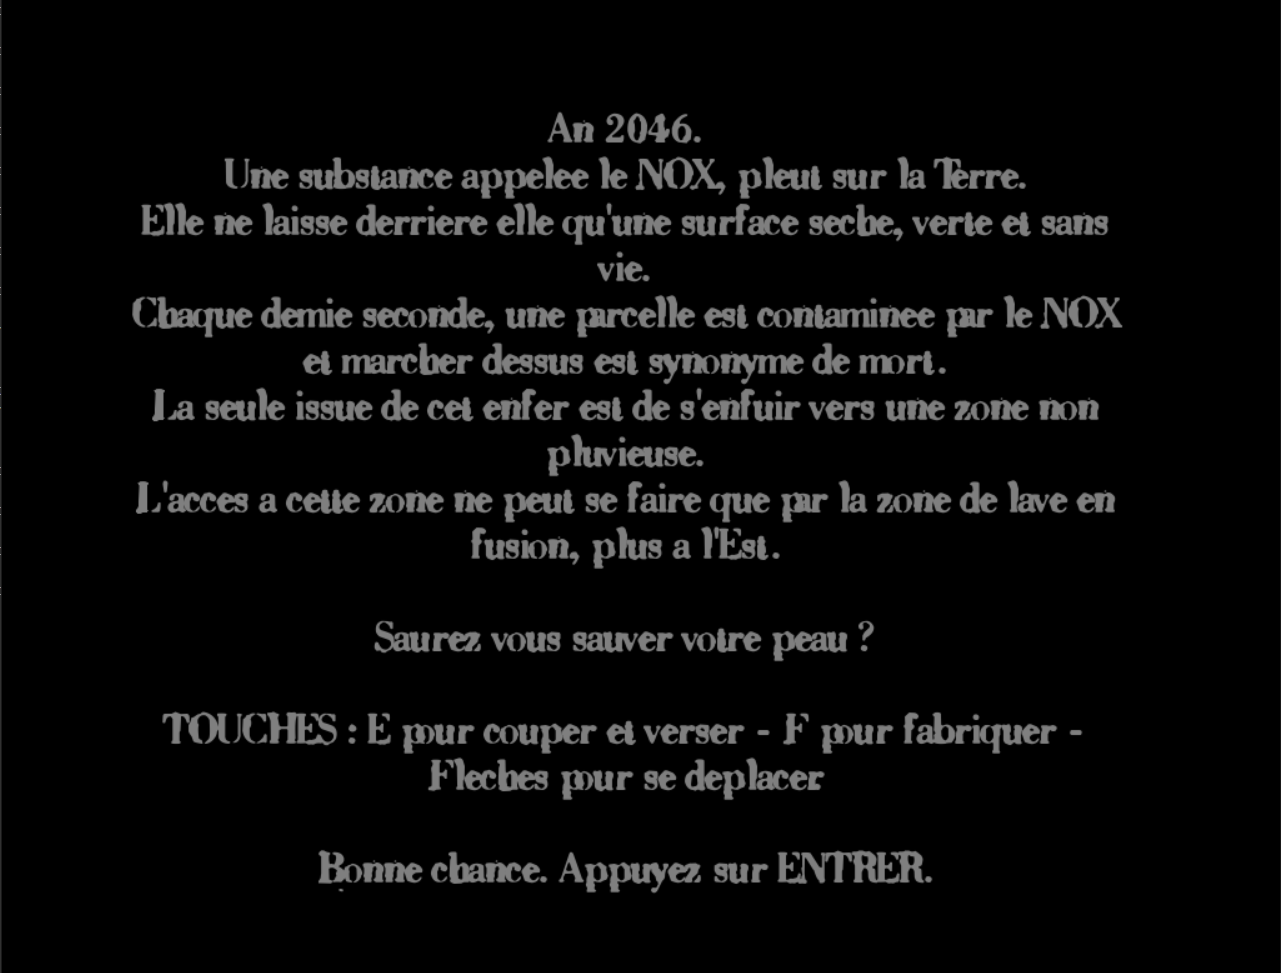 An 2046.
Une substance appelee le NOX, pleut sur la Terre.
Elle ne laisse derriere elle qu'une surface seche, verte et sans
vie.
Chaque demie seconde, une parcelle est contaminee par le NOX
et marcher dessus est synonyme de mort.
La seule issue de cet enfer est de s'enfuir vers une zone non
pluvieuse.
L'acces a cette zone ne peut se faire que par la zone de lave en
fusion, plus a l'Est.
Saurez vous sauver votre peau ?
TOUCHES : E pour couper et verser - F pour fabriquer -
Fleches pour se deplacer.
Bonne chance. Appuyez sur ENTRER.